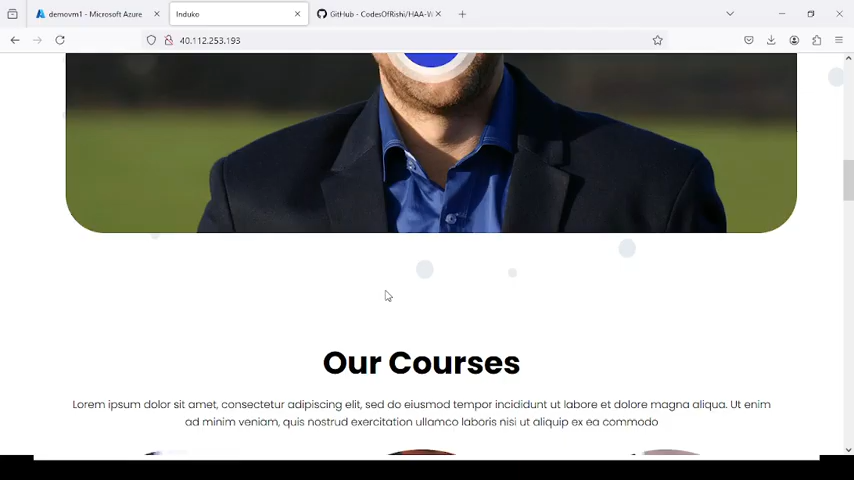 demovm1 - Microsoft Azure
Induko
GitHub - CodesOfRishi/HAA-Vi
40.112.253.193
Our Courses
Lorem ipsum dolor sit amet, consectetur adipiscing elit, sed do eiusmod tempor incididunt ut labore et dolore magna aliqua. Ut enim
ad minim veniam, quis nostrud exercitation ullamco laboris nisi ut aliquip ex ea commodo